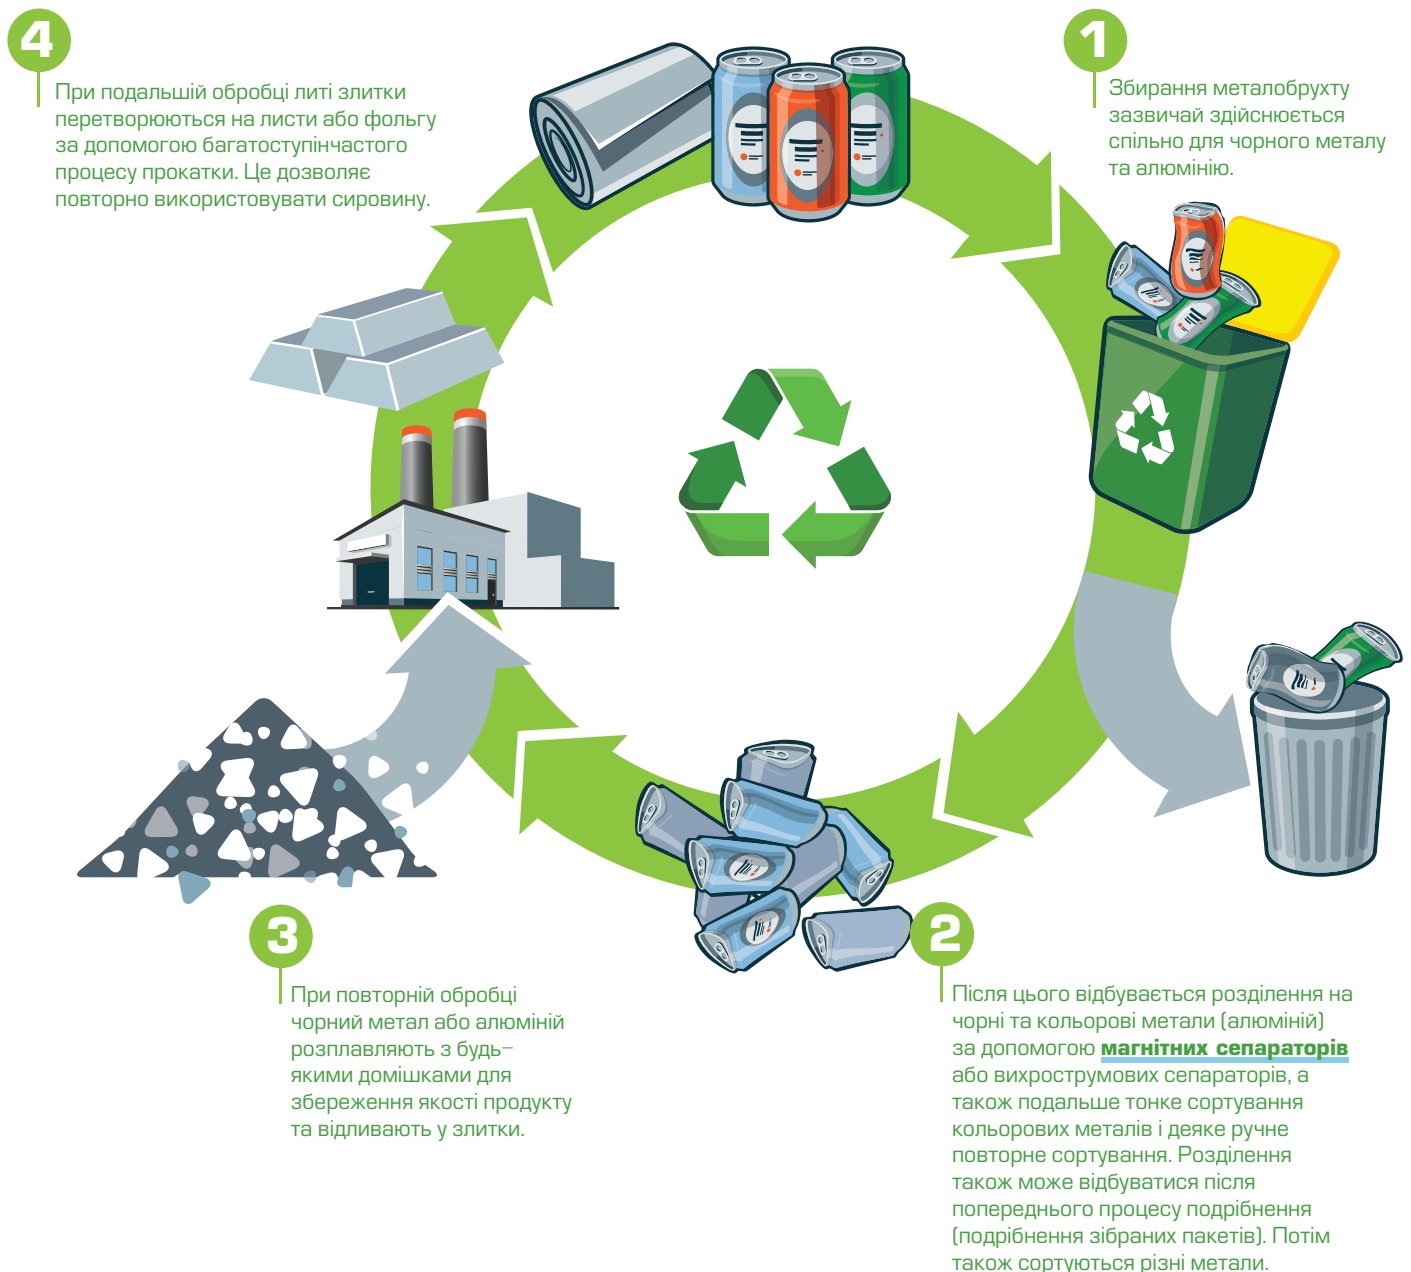 1
Збирання металобрухту
зазвичай здійснюється
спільно для чорного металу
та алюмінію.
2
Після цього відбувається розділення на
чорні та кольорові метали (алюміній)
за допомогою магнітних сепараторів
або вихрострумових сепараторів, а
також подальше тонке сортування
кольорових металів і деяке ручне
повторне сортування. Розділення
також може відбуватися після
попереднього процесу подрібнення
(подрібнення зібраних пакетів). Потім
також сортуються різні метали.
3
При повторній обробці
чорний метал або алюміній
розплавляють з будь–
якими домішками для
збереження якості продукту
та відливають у злитки.
4
При подальшій обробці литі злитки
перетворюються на листи або фольгу
за допомогою багатоступінчастого
процесу прокатки. Це дозволяє
повторно використовувати сировину.